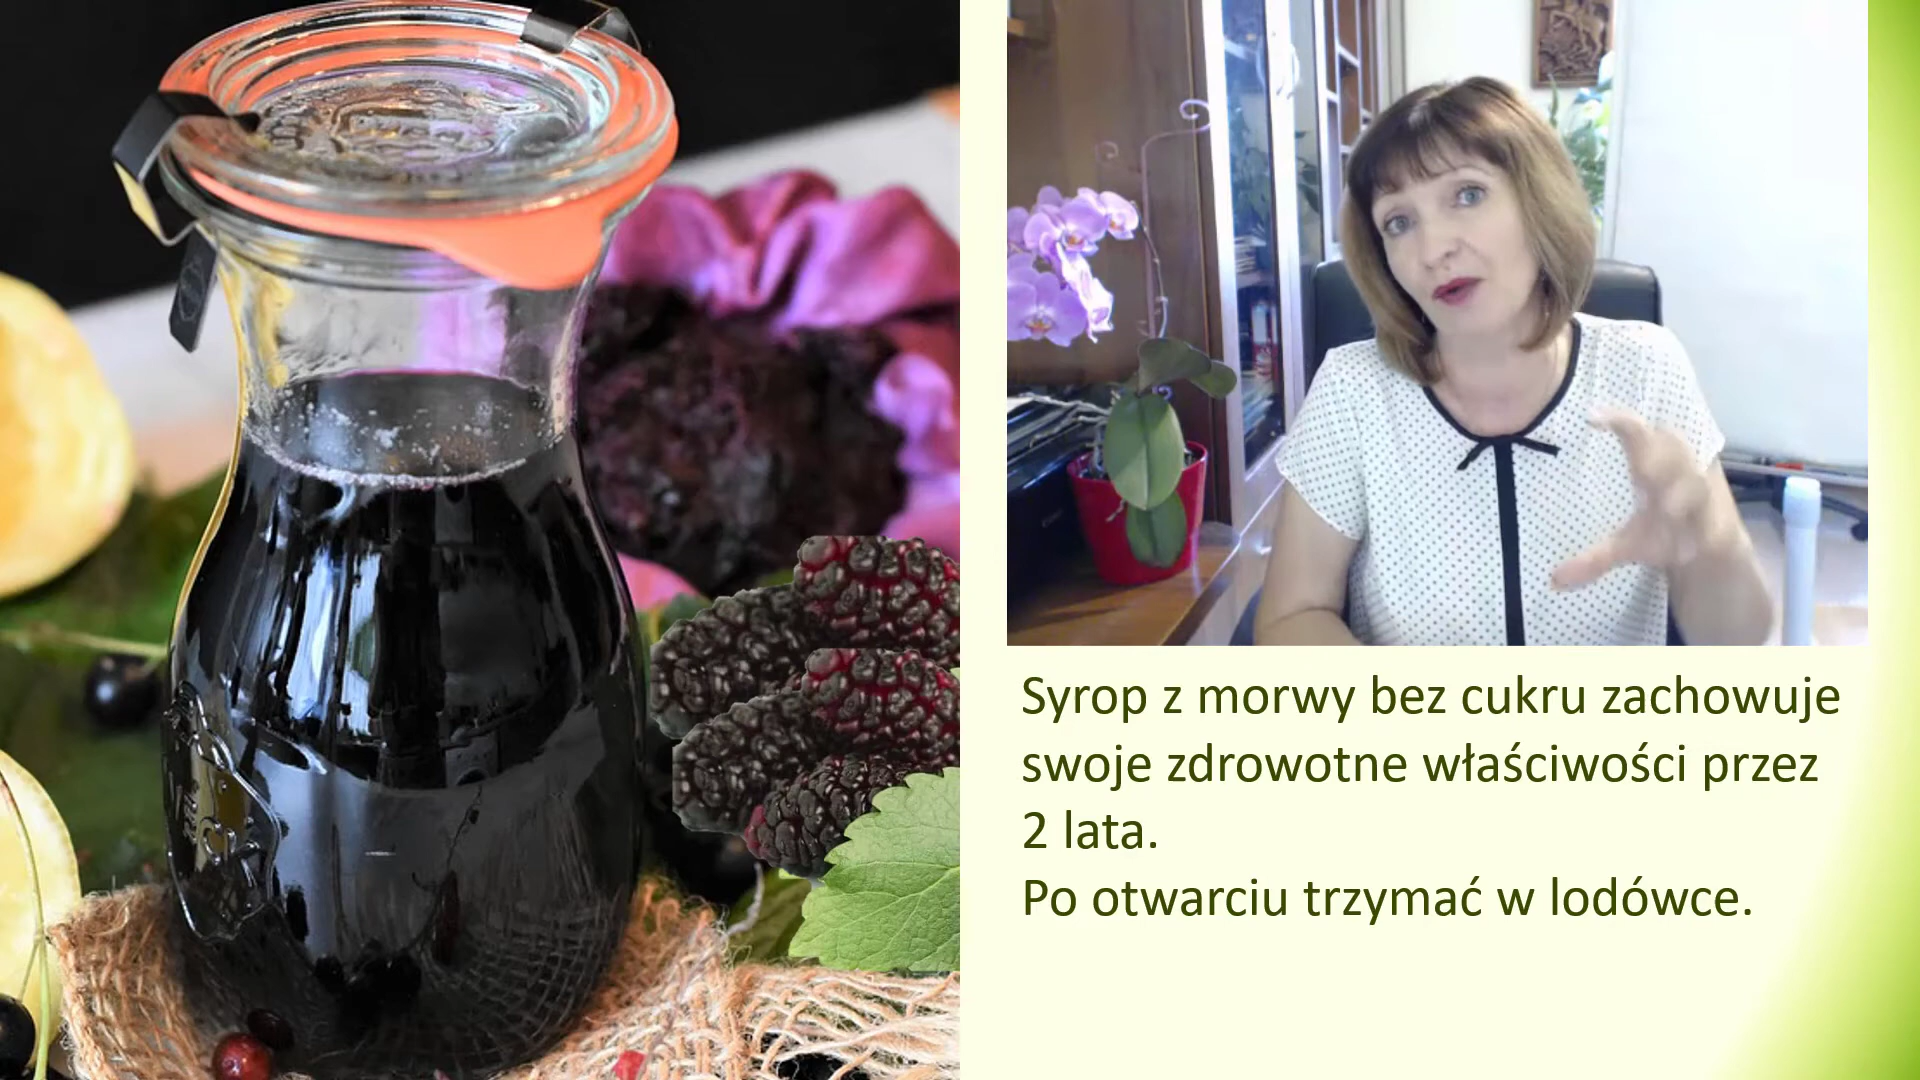 Syrop z morwy bez cukru zachowuje
swoje zdrowotne właściwości przez
2 lata.
Po otwarciu trzymać w lodówce.